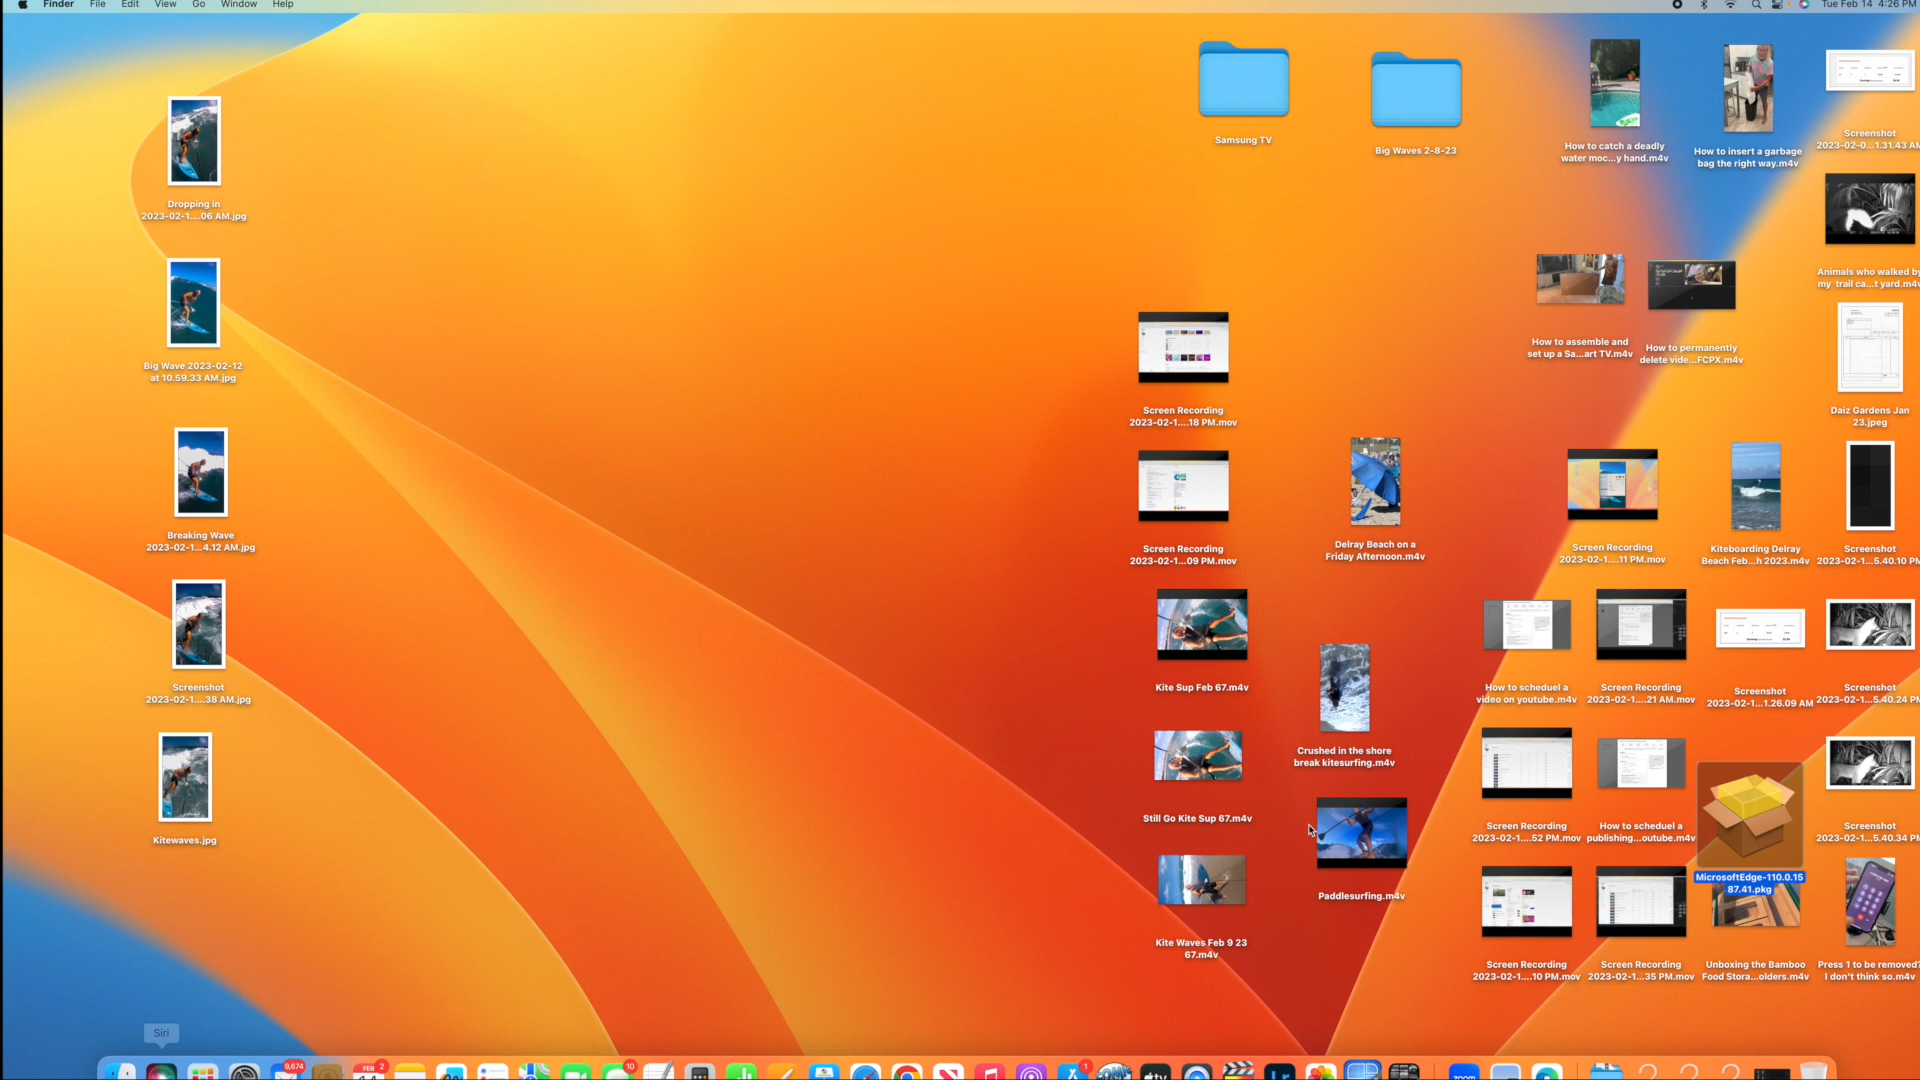 Finder File Edit View Go Window Help
Tue Feb 14 4:26 PM
Samsung TV
Big Waves 2-8-23
How to catch a deadly
water moc...y hand.m4v
How to insert a garbage
bag the right way.m4v
Screenshot
2023-02-0...1.31.43 AM
Dropping in
2023-02-1....06 AM.jpg
Animals who walked by
my trail ca...t yard.m4v
How to assemble and
set up a Sa...art TV.m4v
How to permanently
delete vide...FCPX.m4v
Big Wave 2023-02-12
at 10.59.33 AM.jpg
Screen Recording
2023-02-1....18 PM.mov
Daiz Gardens Jan
23.jpeg
Breaking Wave
2023-02-1...4.12 AM.jpg
Screen Recording
2023-02-1...09 PM.mov
Delray Beach on a
Friday Afternoon.m4v
Screen Recording
2023-02-1....11 PM.mov
Kiteboarding Delray
Beach Feb...h 2023.m4v
Screenshot
2023-02-1...5.40.10 PM
Screenshot
2023-02-1....38 AM.jpg
Kite Sup Feb 67.m4v
How to scheduel a
video on youtube.m4v
Screen Recording
2023-02-1....21 AM.mov
Screenshot
2023-02-1...1.26.09 AM
Screenshot
2023-02-1...5.40.24 PM
Crushed in the shore
break kitesurfing.m4v
Kitewaves.jpg
Still Go Kite Sup 67.m4v
Screen Recording
2023-02-1....52 PM.mov
How to scheduel a
publishing...outube.m4v
MicrosoftEdge-110.0.15
87.41.pkg
Screenshot
2023-02-1...5.40.34 PM
Paddlesurfing.m4v
Kite Waves Feb 9 23
67.m4v
Screen Recording
2023-02-1....10 PM.mov
Screen Recording
2023-02-1....35 PM.mov
Unboxing the Bamboo
Food Stora...olders.m4v
Press 1 to be removed?
I don't think so.m4v
Siri
9,674
FEB 2
10
1
zoom